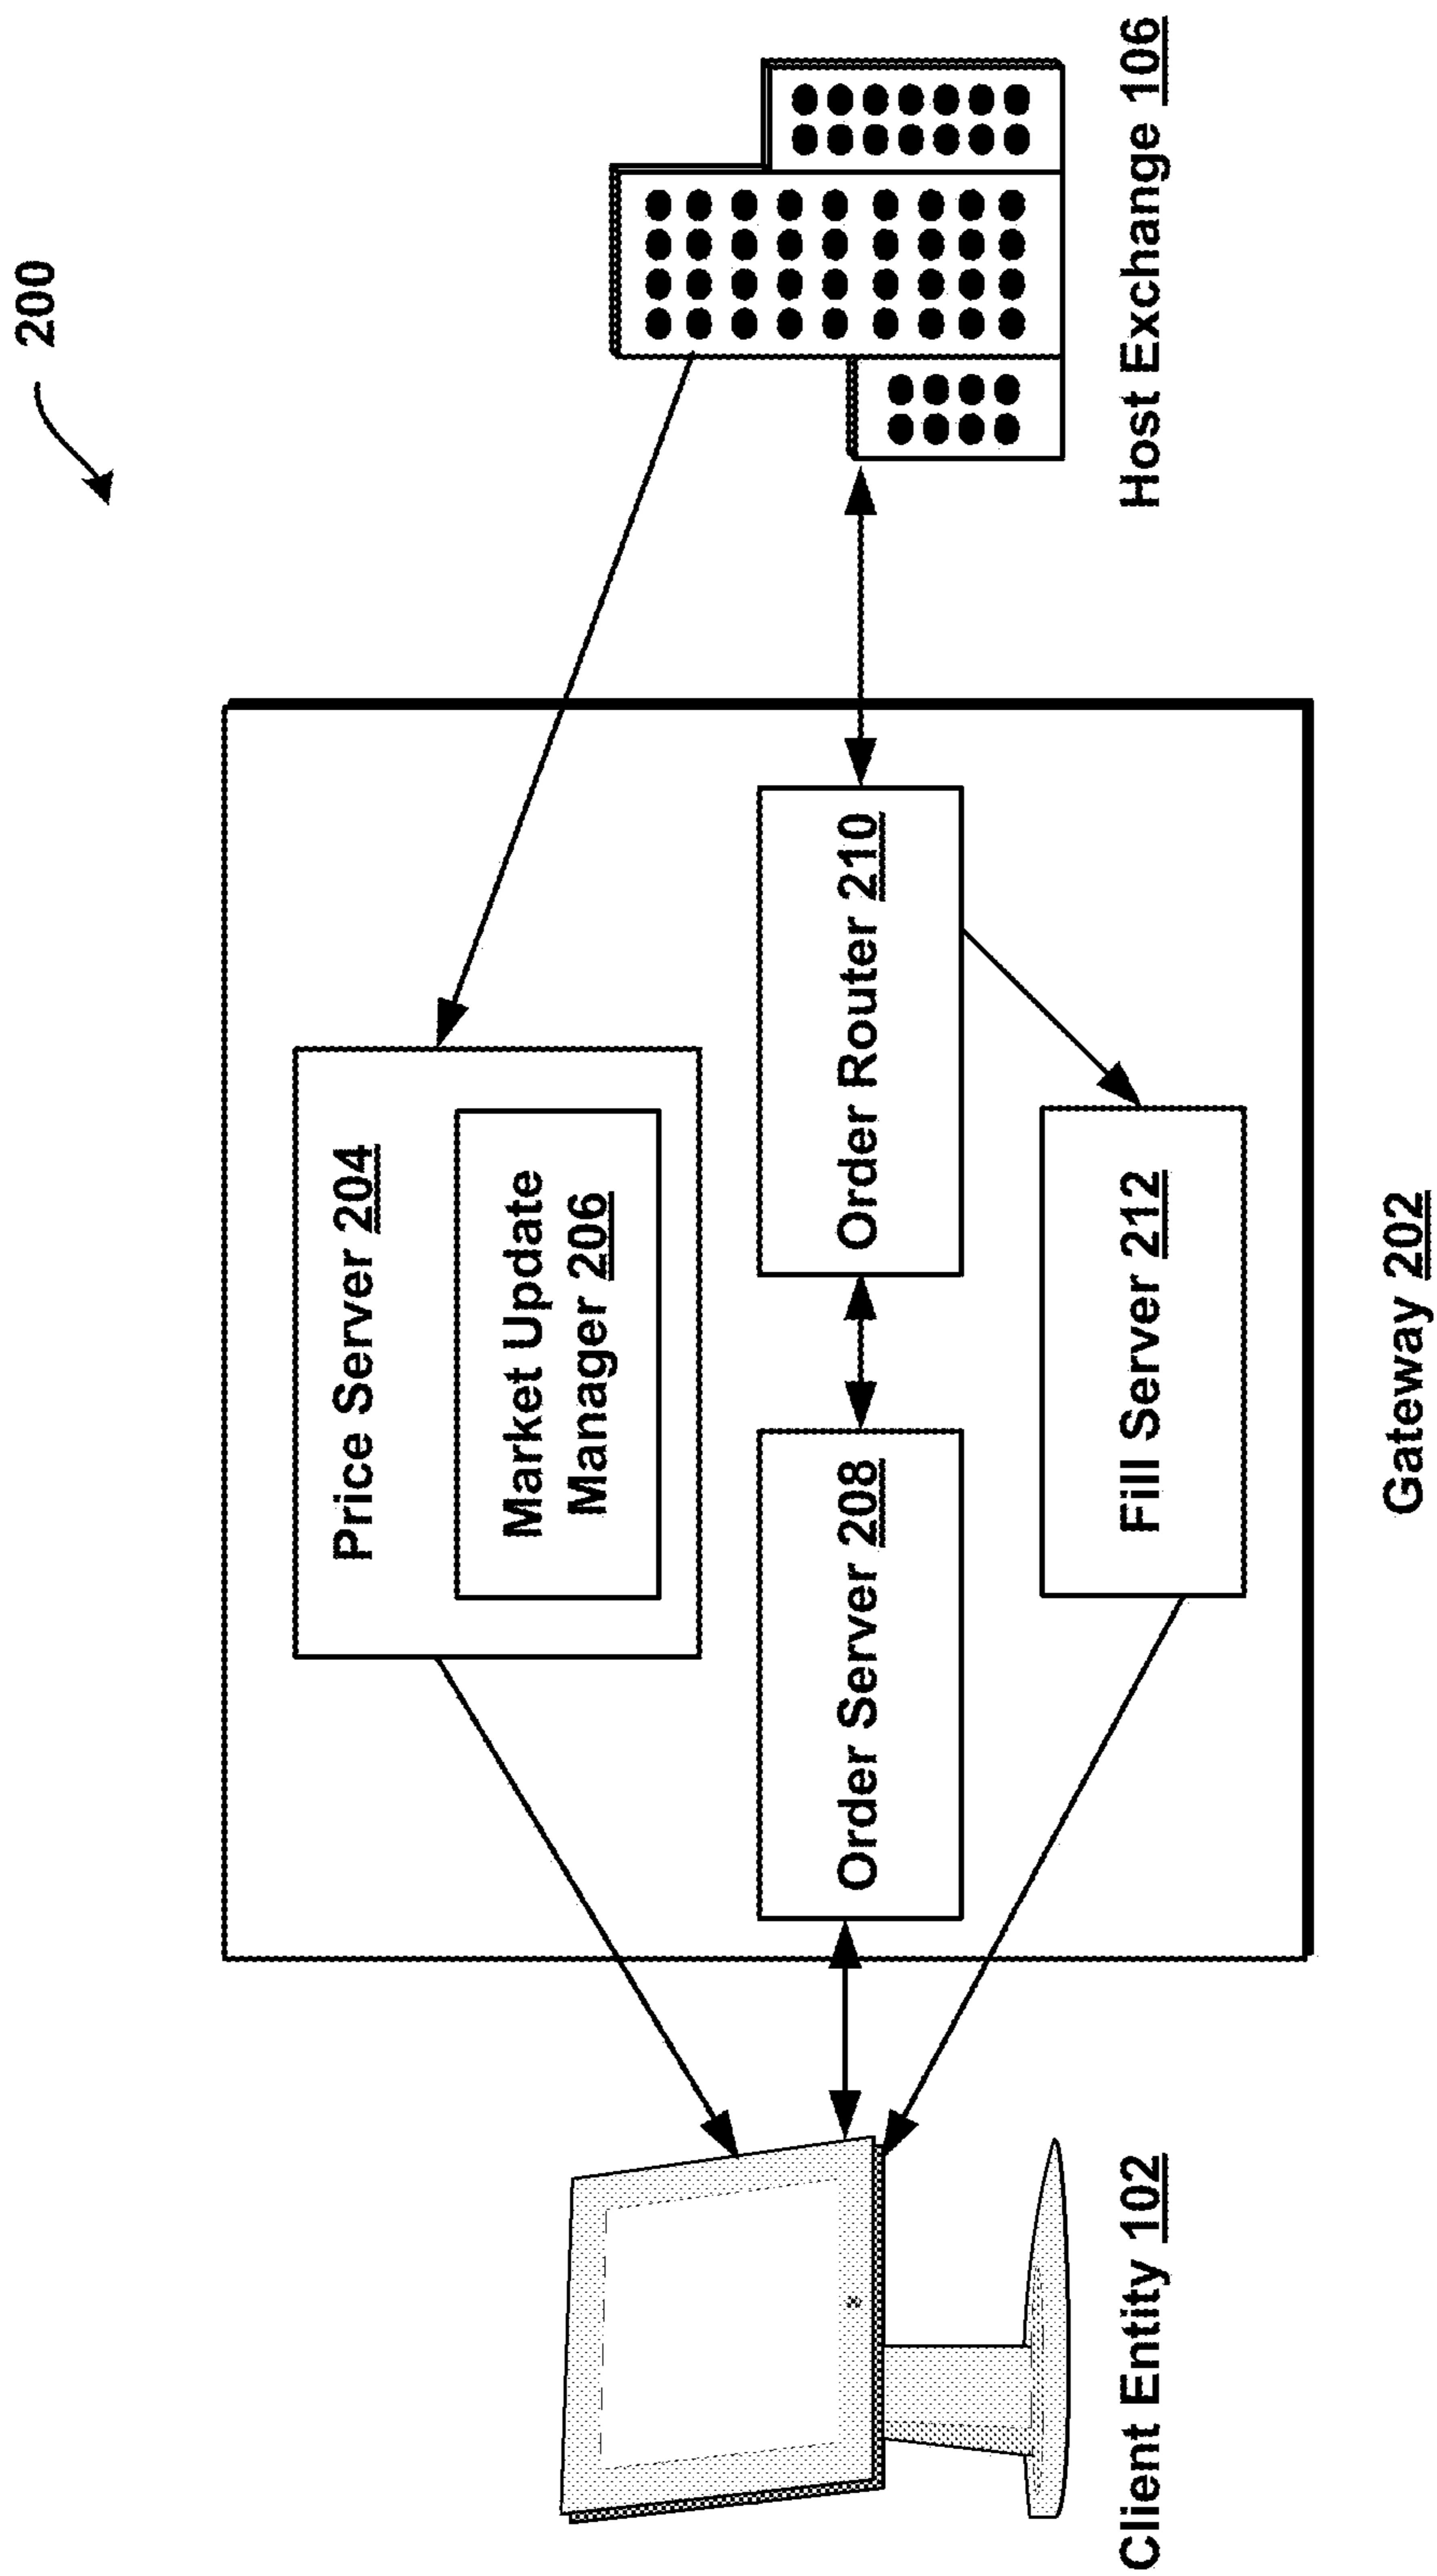 200
Price Server 204
Market Update
Manager 206
Order Server 208
Order Router 210
Fill Server 212
Client Entity 102
Host Exchange 106
Gateway 202